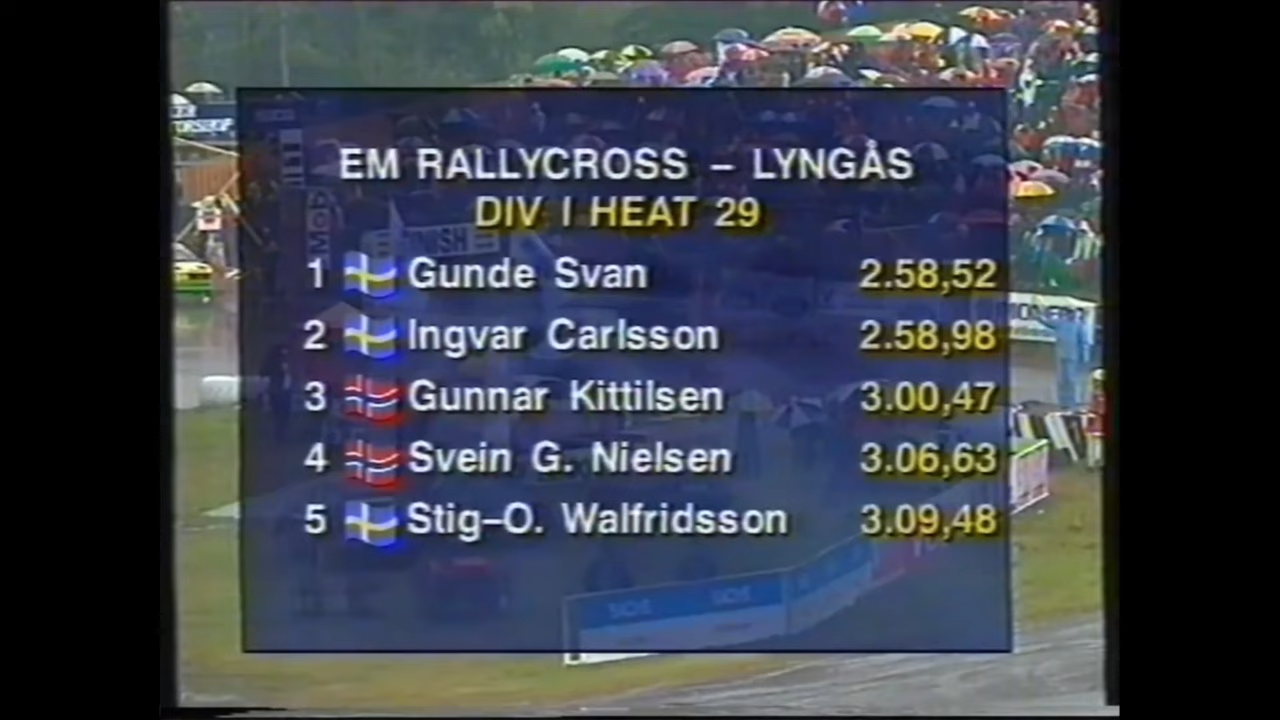 EM RALLYCROSS – LYNGÅS
DIV I HEAT 29
1 Gunde Svan 2.58,52
2 Ingvar Carlsson 2.58,98
3 Gunnar Kittilsen 3.00,47
4 Svein G. Nielsen 3.06,63
5 Stig–O. Walfridsson 3.09,48